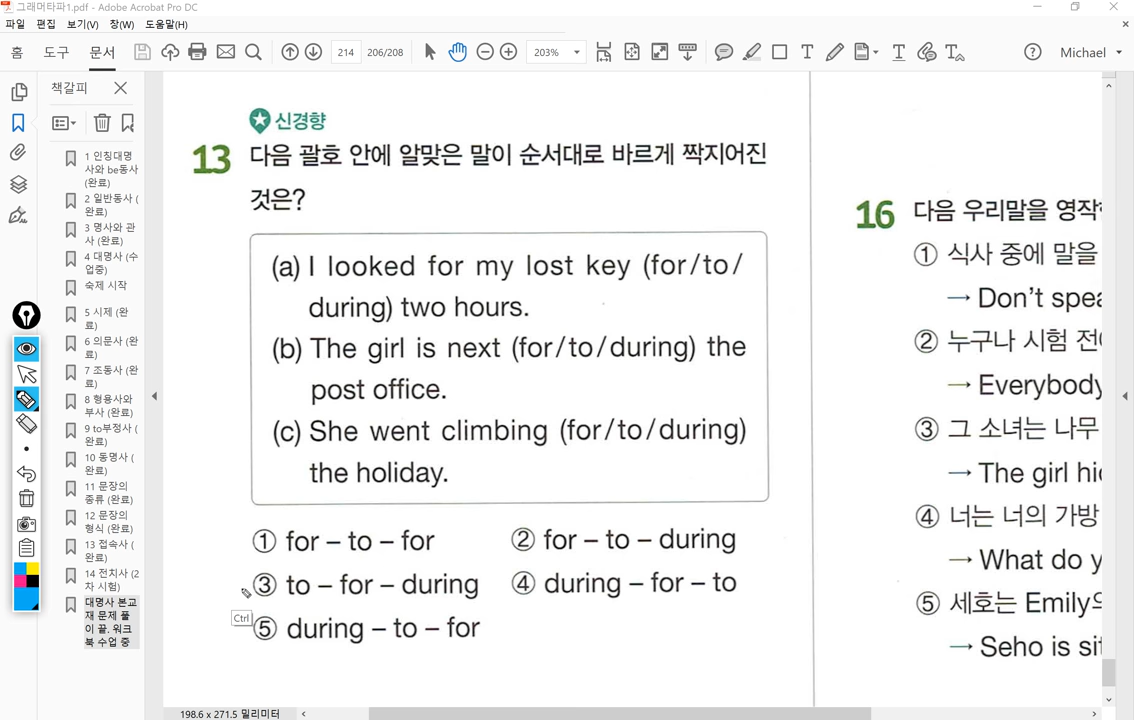 그래머타파1.pdf - Adobe Acrobat Pro DC
파일 편집 보기(V) 창(W) 도움말(H)
홈 도구 문서 214 206/208 203% Michael
책갈피
1 인칭대명
사와 be동사
(완료)
2 일반동사 (
완료)
3 명사와 관
사 (완료)
4 대명사 (수
업중)
숙제 시작
5 시제 (완
료)
6 의문사 (완
료)
7 조동사 (완
료)
8 형용사와
부사 (완료)
9 to부정사 (
완료)
10 동명사 (
완료)
11 문장의
종류 (완료)
12 문장의
형식 (완료)
13 접속사 (
완료)
14 전치사 (2
차 시험)
대명사 본교
재 문제 풀
이 끝. 워크
북 수업 중
신경향
13 다음 괄호 안에 알맞은 말이 순서대로 바르게 짝지어진
것은?
(a) I looked for my lost key (for/to/
during) two hours.
(b) The girl is next (for/to/during) the
post office.
(c) She went climbing (for/to/during)
the holiday.
① for – to – for ② for – to – during
③ to – for – during ④ during – for – to
Ctrl
⑤ during – to – for
16 다음 우리말을 영작
① 식사 중에 말을
→ Don't spea
② 누구나 시험 전
→ Everybody
③ 그 소녀는 나무
→ The girl hi
④ 너는 너의 가방
→ What do y
⑤ 세호는 Emily의
→ Seho is sit
198.6 x 271.5 밀리미터